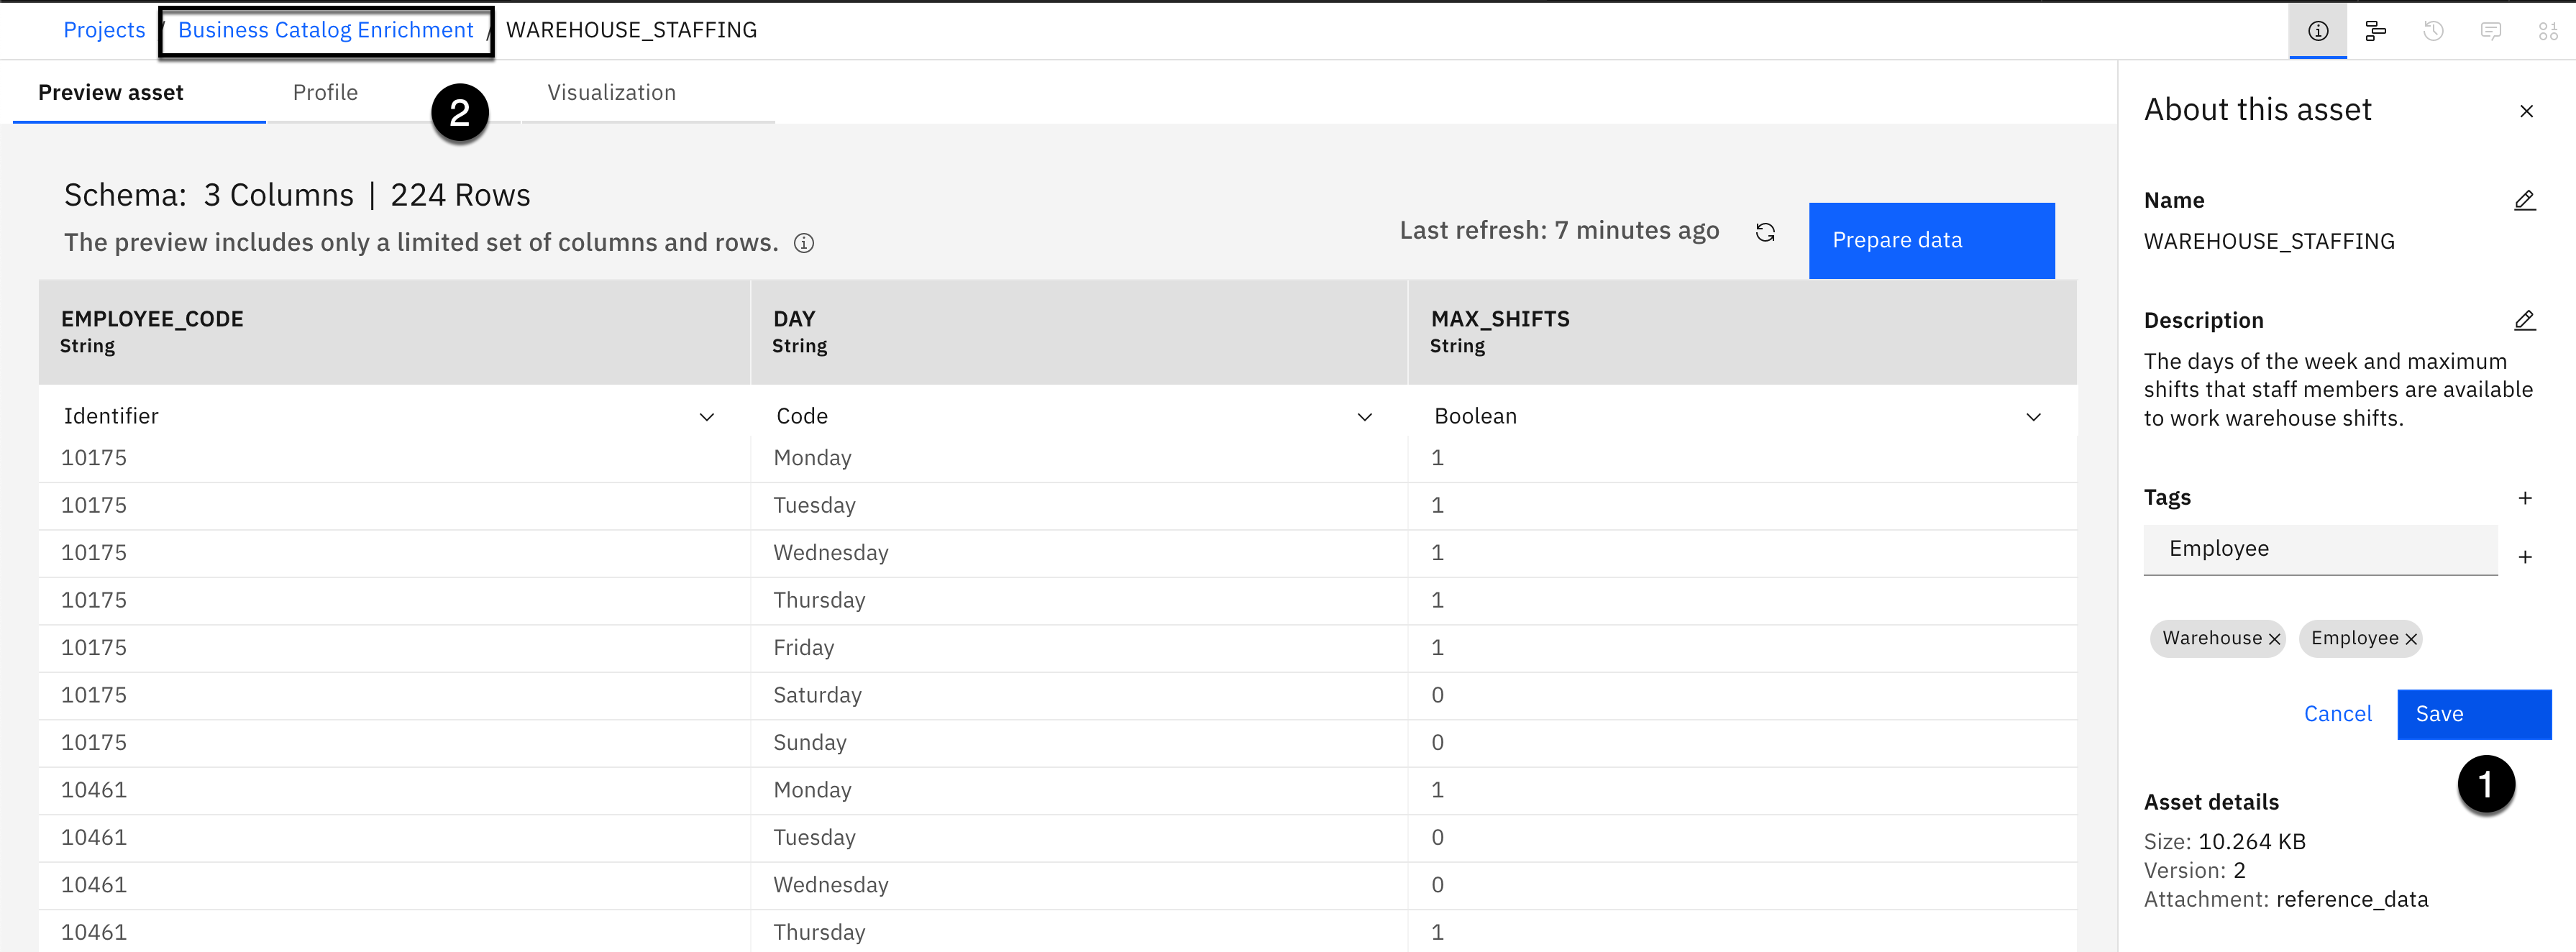 Projects / Business Catalog Enrichment / WAREHOUSE_STAFFING
Preview asset Profile Visualization
2
Schema: 3 Columns | 224 Rows
The preview includes only a limited set of columns and rows.
Last refresh: 7 minutes ago
Prepare data
EMPLOYEE_CODE DAY MAX_SHIFTS
String String String
Identifier Code Boolean
10175 Monday 1
10175 Tuesday 1
10175 Wednesday 1
10175 Thursday 1
10175 Friday 1
10175 Saturday 0
10175 Sunday 0
10461 Monday 1
10461 Tuesday 0
10461 Wednesday 0
10461 Thursday 1
About this asset
Name
WAREHOUSE_STAFFING
Description
The days of the week and maximum
shifts that staff members are available
to work warehouse shifts.
Tags
Employee
Warehouse Employee
Cancel Save
1
Asset details
Size: 10.264 KB
Version: 2
Attachment: reference_data